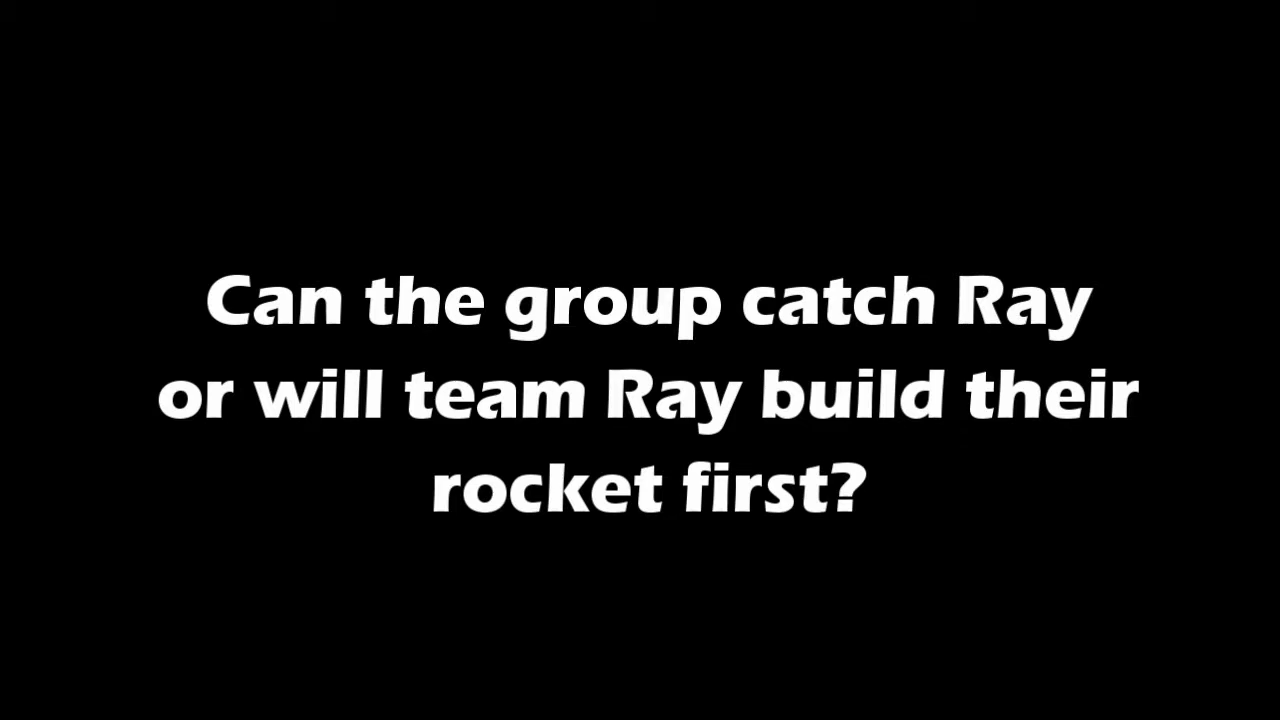 Can the group catch Ray
or will team Ray build their
rocket first?